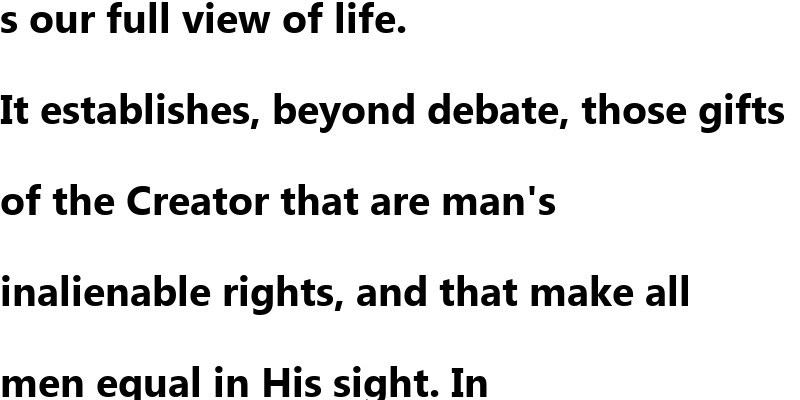 s our full view of life.
It establishes, beyond debate, those gifts
of the Creator that are man's
inalienable rights, and that make all
men equal in His sight. In